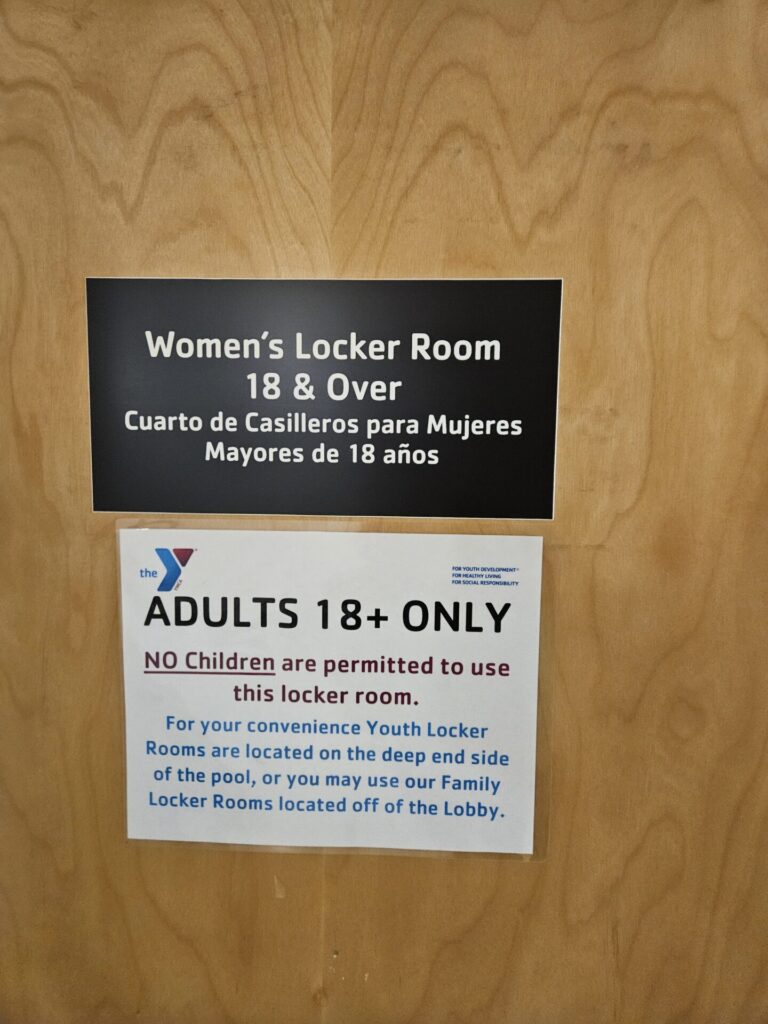 Women's Locker Room
18 & Over
Cuarto de Casilleros para Mujeres
Mayores de 18 años
the
YMCA
FOR YOUTH DEVELOPMENT
FOR HEALTHY LIVING
FOR SOCIAL RESPONSIBILITY
ADULTS 18+ ONLY
NO Children are permitted to use
this locker room.
For your convenience Youth Locker
Rooms are located on the deep end side
of the pool, or you may use our Family
Locker Rooms located off of the Lobby.